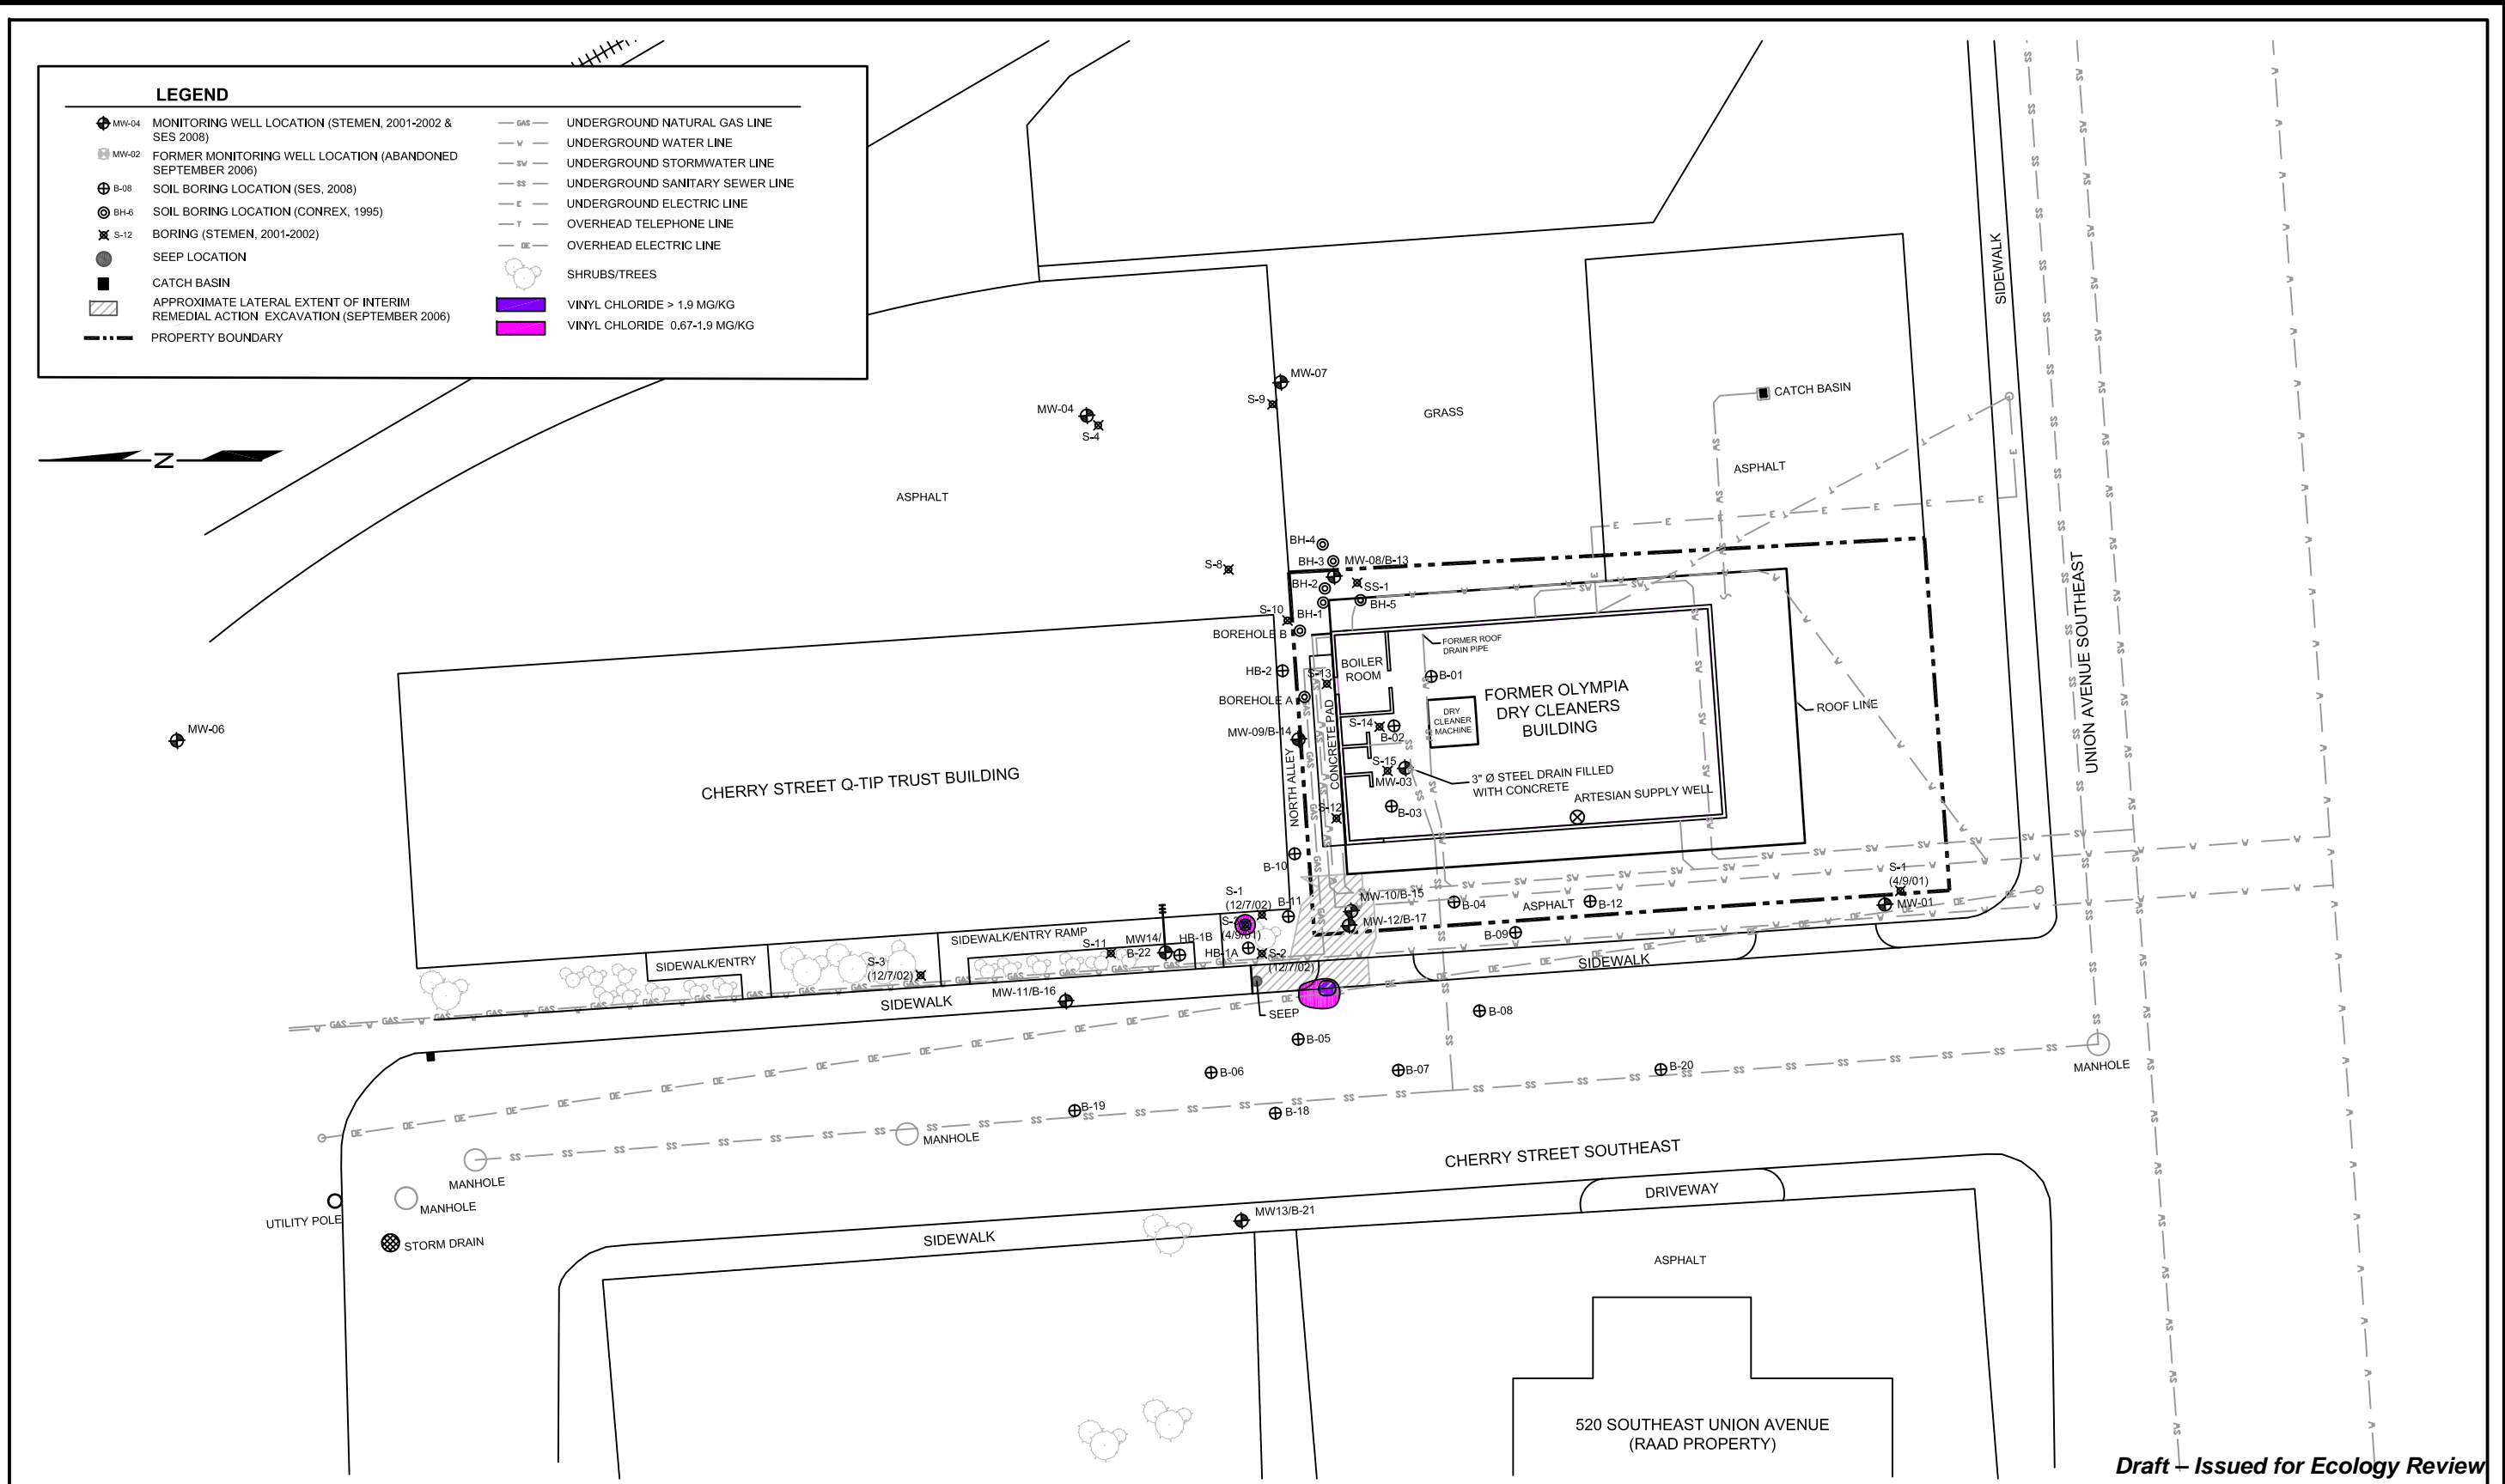 LEGEND
MW-04 MONITORING WELL LOCATION (STEMEN, 2001-2002 &
SES 2008)
MW-02 FORMER MONITORING WELL LOCATION (ABANDONED
SEPTEMBER 2006)
B-08 SOIL BORING LOCATION (SES, 2008)
BH-6 SOIL BORING LOCATION (CONREX, 1995)
S-12 BORING (STEMEN, 2001-2002)
SEEP LOCATION
CATCH BASIN
APPROXIMATE LATERAL EXTENT OF INTERIM
REMEDIAL ACTION EXCAVATION (SEPTEMBER 2006)
PROPERTY BOUNDARY
GAS UNDERGROUND NATURAL GAS LINE
W UNDERGROUND WATER LINE
SW UNDERGROUND STORMWATER LINE
SS UNDERGROUND SANITARY SEWER LINE
E UNDERGROUND ELECTRIC LINE
T OVERHEAD TELEPHONE LINE
OE OVERHEAD ELECTRIC LINE
SHRUBS/TREES
VINYL CHLORIDE > 1.9 MG/KG
VINYL CHLORIDE 0.67-1.9 MG/KG
N
SIDEWALK
MW-07
S-9
MW-04
S-4
GRASS
CATCH BASIN
ASPHALT
ASPHALT
BH-4
BH-3
MW-08/B-13
S-8
BH-2
SS-1
BH-5
S-10
BH-1
BOREHOLE B
FORMER ROOF
DRAIN PIPE
BOILER
ROOM
HB-2
S-13
B-01
BOREHOLE A
FORMER OLYMPIA
DRY CLEANERS
BUILDING
DRY
CLEANER
MACHINE
ROOF LINE
UNION AVENUE SOUTHEAST
MW-06
S-14
B-02
MW-09/B-14
CONCRETE PAD
NORTH ALLEY
S-15
MW-03
3" Ø STEEL DRAIN FILLED
WITH CONCRETE
ARTESIAN SUPPLY WELL
CHERRY STREET Q-TIP TRUST BUILDING
S-12
B-03
B-10
S-1
(4/9/01)
S-1
(12/7/02)
B-11
MW-10/B-15
B-04
ASPHALT
B-12
MW-01
S-2
(4/9/01)
MW-12/B-17
B-09
SIDEWALK/ENTRY RAMP
S-11
MW14/
B-22
HB-1B
HB-1A
S-2
(12/7/02)
SIDEWALK/ENTRY
S-3
(12/7/02)
SIDEWALK
SIDEWALK
MW-11/B-16
SEEP
B-08
B-05
B-06
B-07
B-20
MANHOLE
B-19
B-18
MANHOLE
CHERRY STREET SOUTHEAST
MANHOLE
MANHOLE
UTILITY POLE
STORM DRAIN
DRIVEWAY
MW13/B-21
SIDEWALK
ASPHALT
520 SOUTHEAST UNION AVENUE
(RAAD PROPERTY)
Draft – Issued for Ecology Review